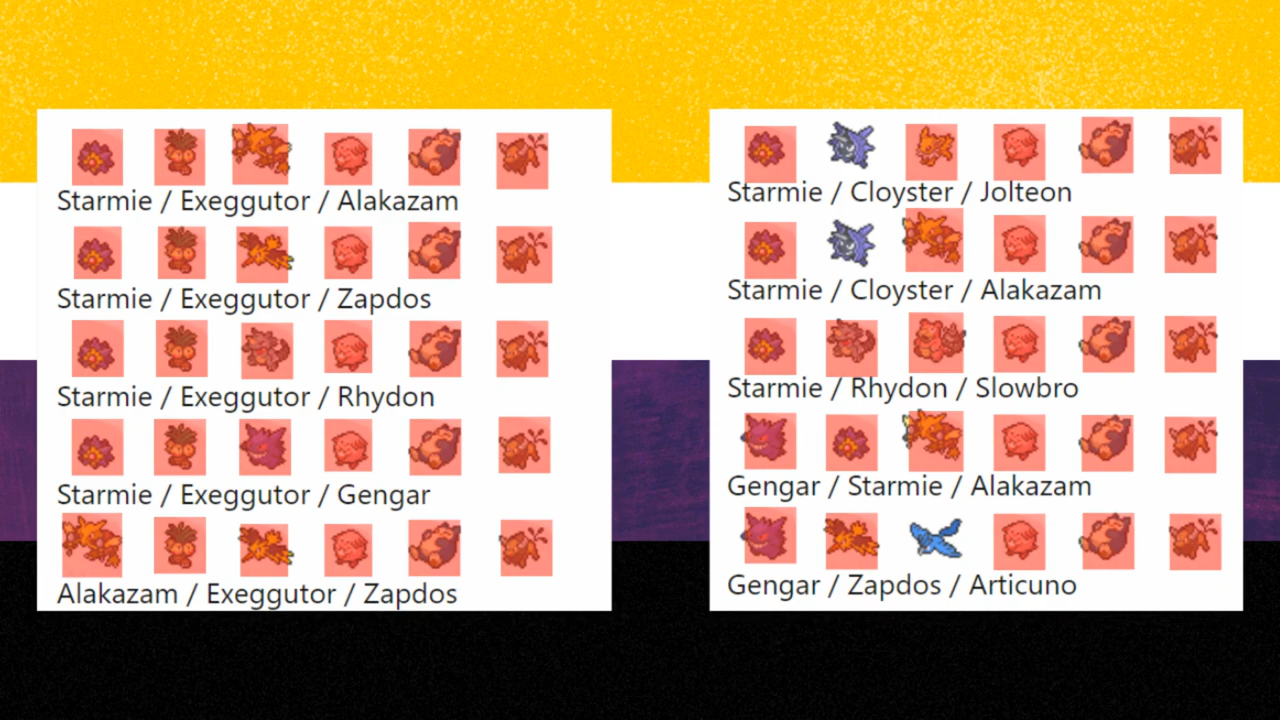 Starmie / Exeggutor / Alakazam
Starmie / Exeggutor / Zapdos
Starmie / Exeggutor / Rhydon
Starmie / Exeggutor / Gengar
Alakazam / Exeggutor / Zapdos
Starmie / Cloyster / Jolteon
Starmie / Cloyster / Alakazam
Starmie / Rhydon / Slowbro
Gengar / Starmie / Alakazam
Gengar / Zapdos / Articuno